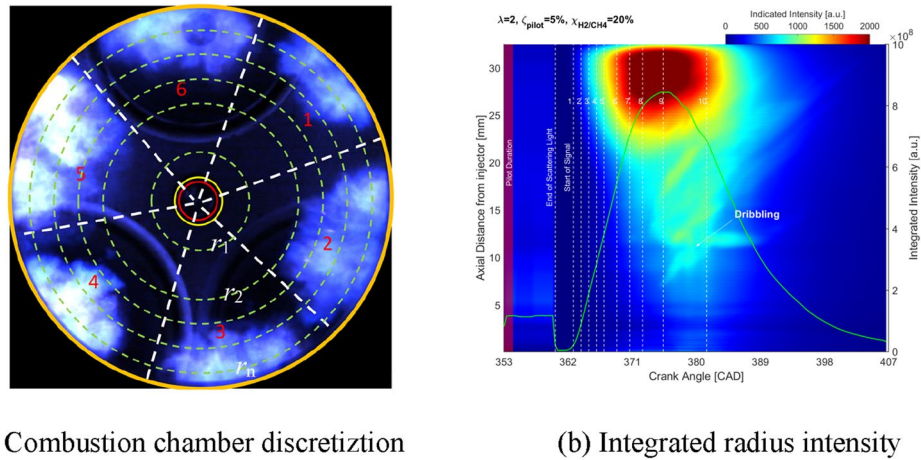 6
1
5
2
4
3
r1
r2
rn
λ=2, ζpilot=5%, χH2/CH4=20%
Indicated Intensity [a.u.]
0 500 1000 1500 2000
×10⁸
Axial Distance from injector [mm]
30
25
20
15
10
5
Pilot Duration
End of Scattering Light
Start of Signal
1 2 3 4 5 6 7 8 9 10
Dribbling
10
8
6
4
2
0
Integrated Intensity [a.u.]
353 362 371 380 389 398 407
Crank Angle [CAD]
Combustion chamber discretiztion
(b) Integrated radius intensity